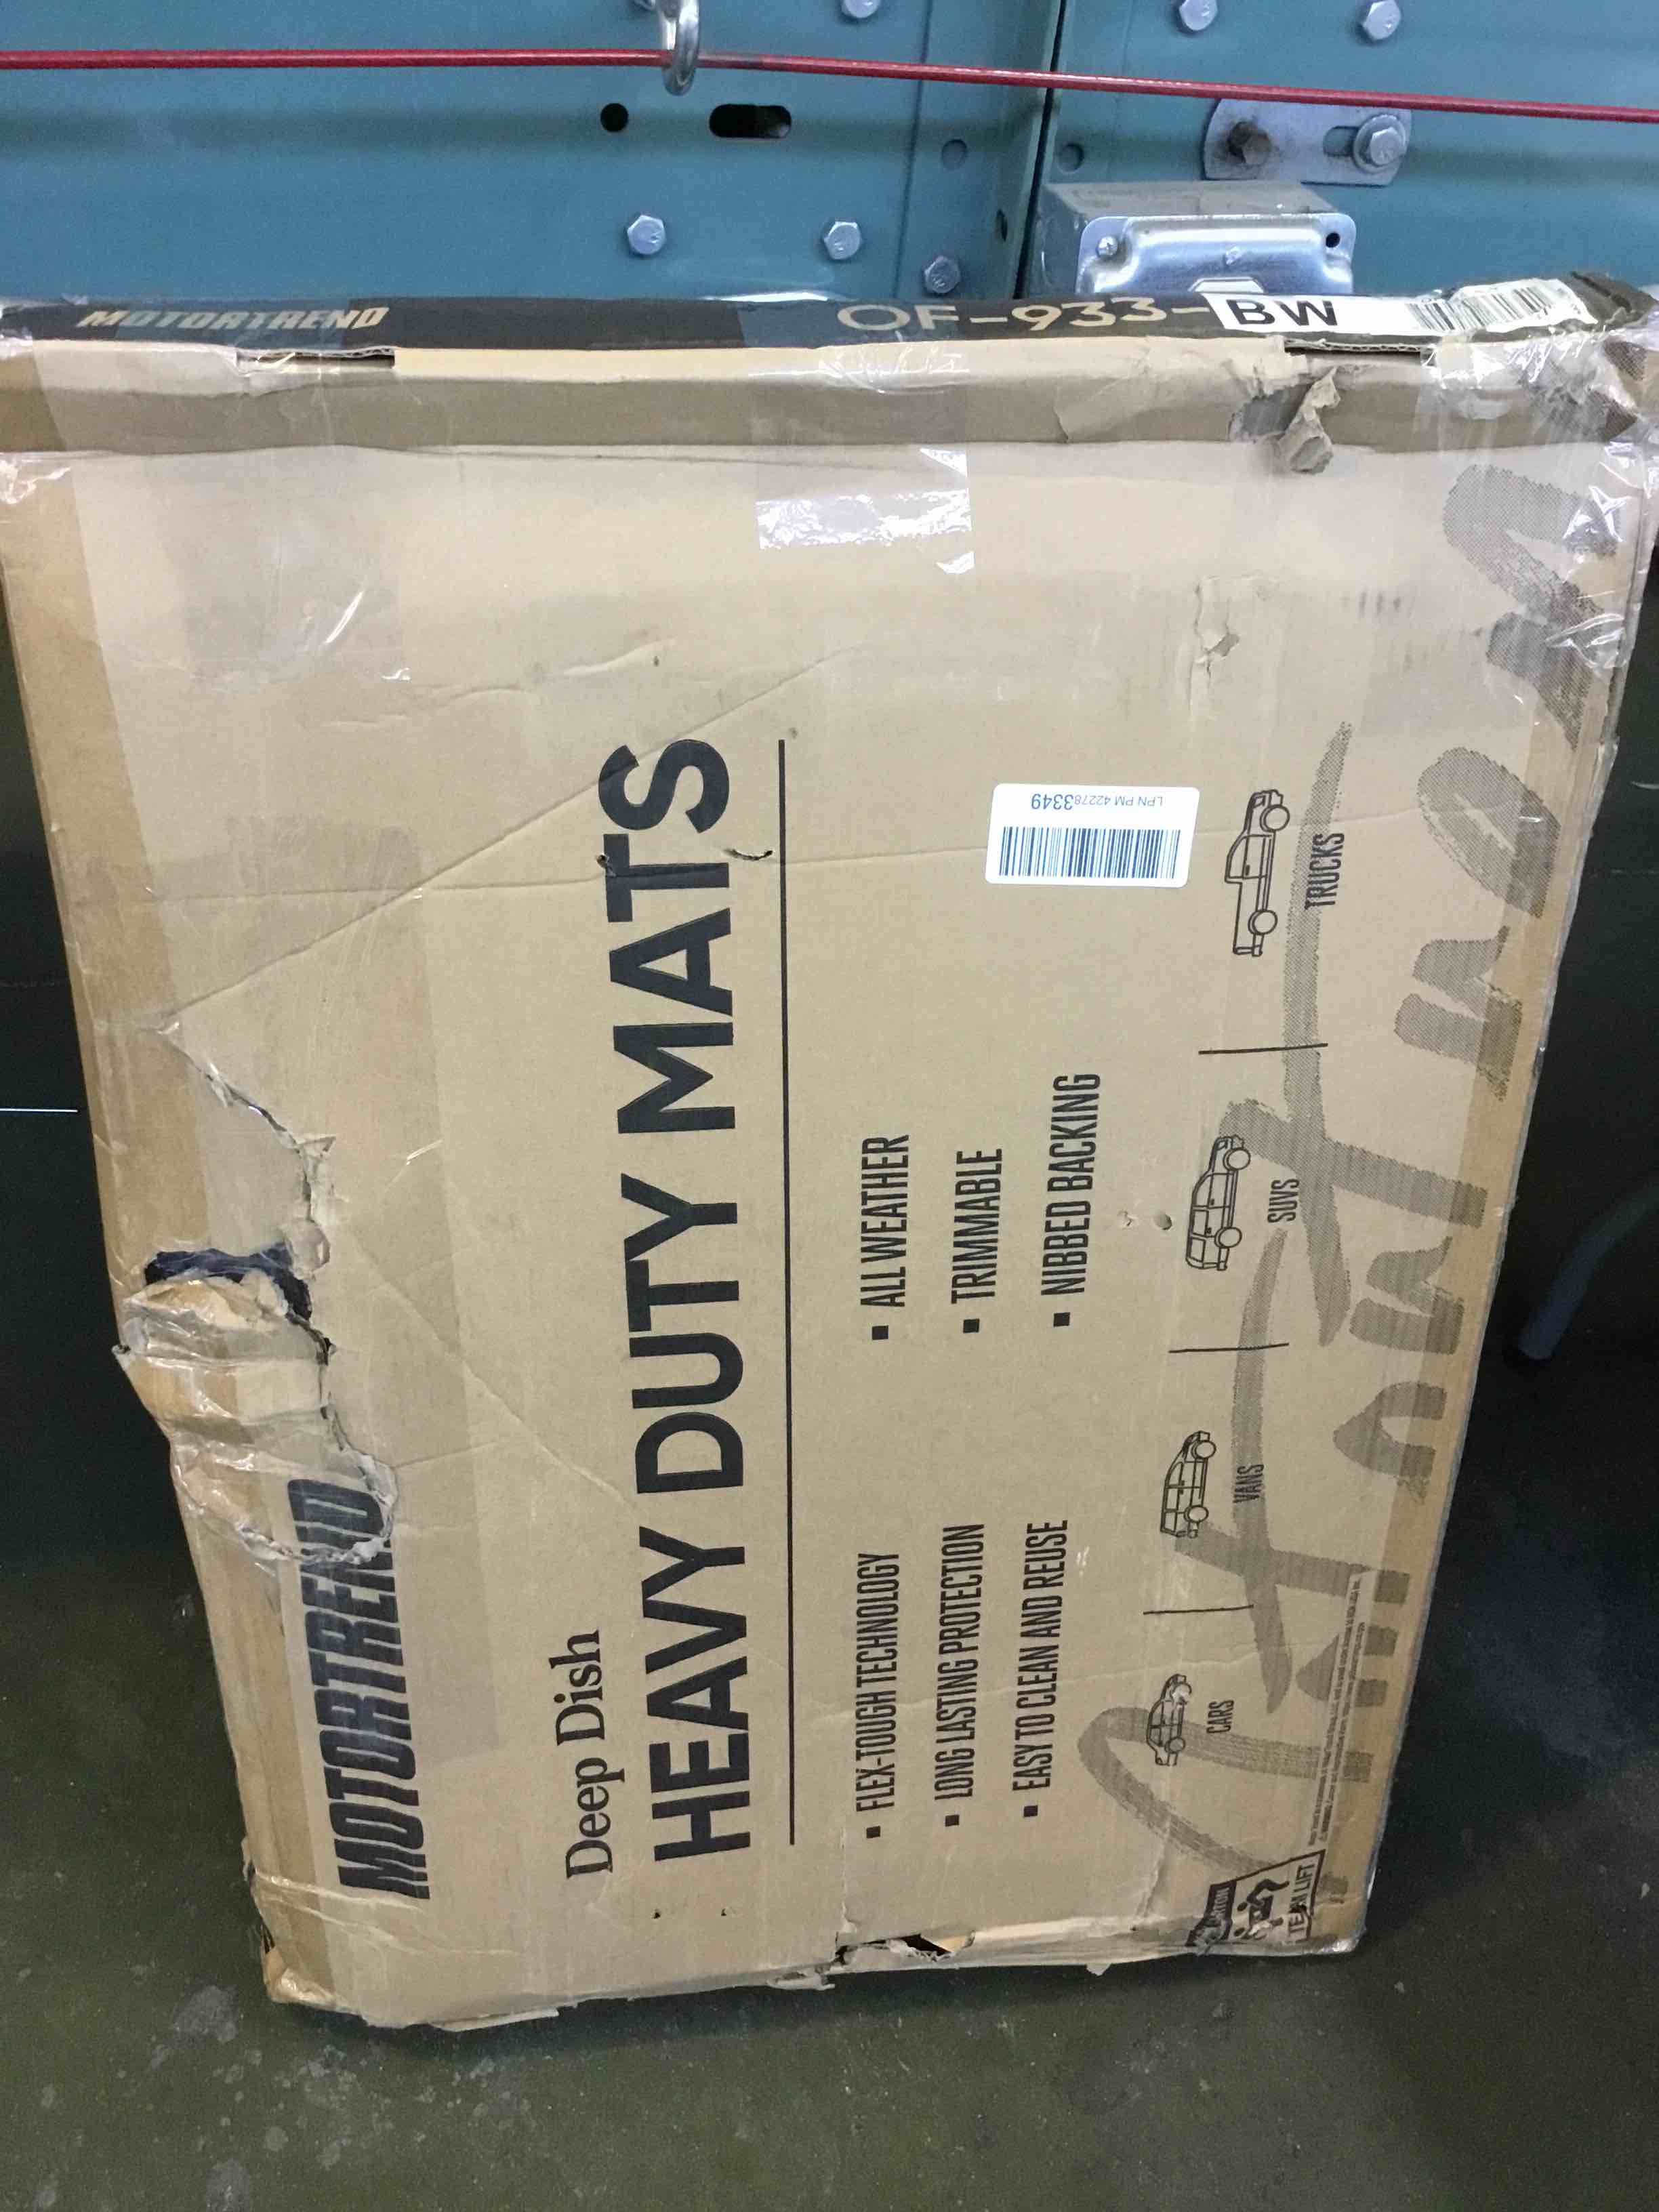 MOTORTREND
OF-933-BW
MOTORTREND
Deep Dish
HEAVY DUTY MATS
▪ FLEX-TOUGH TECHNOLOGY
▪ LONG LASTING PROTECTION
▪ EASY TO CLEAN AND REUSE
▪ ALL WEATHER
▪ TRIMMABLE
▪ NIBBED BACKING
CARS
VANS
SUVS
TRUCKS
LPN PM 422783349
TEAM LIFT